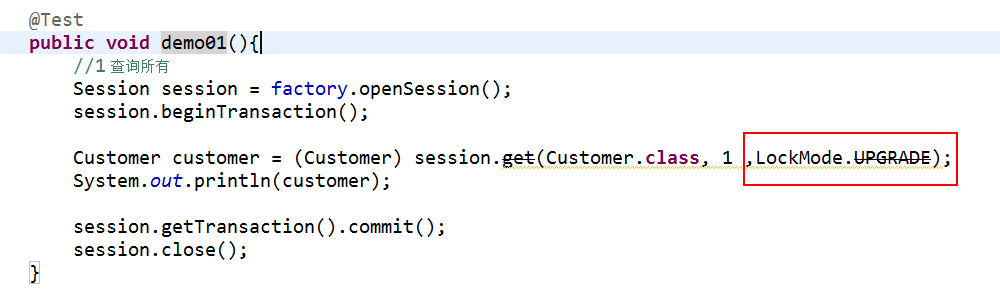 @Test
public void demo01(){
//1 查询所有
Session session = factory.openSession();
session.beginTransaction();
Customer customer = (Customer) session.get(Customer.class, 1 ,LockMode.UPGRADE);
System.out.println(customer);
session.getTransaction().commit();
session.close();
}